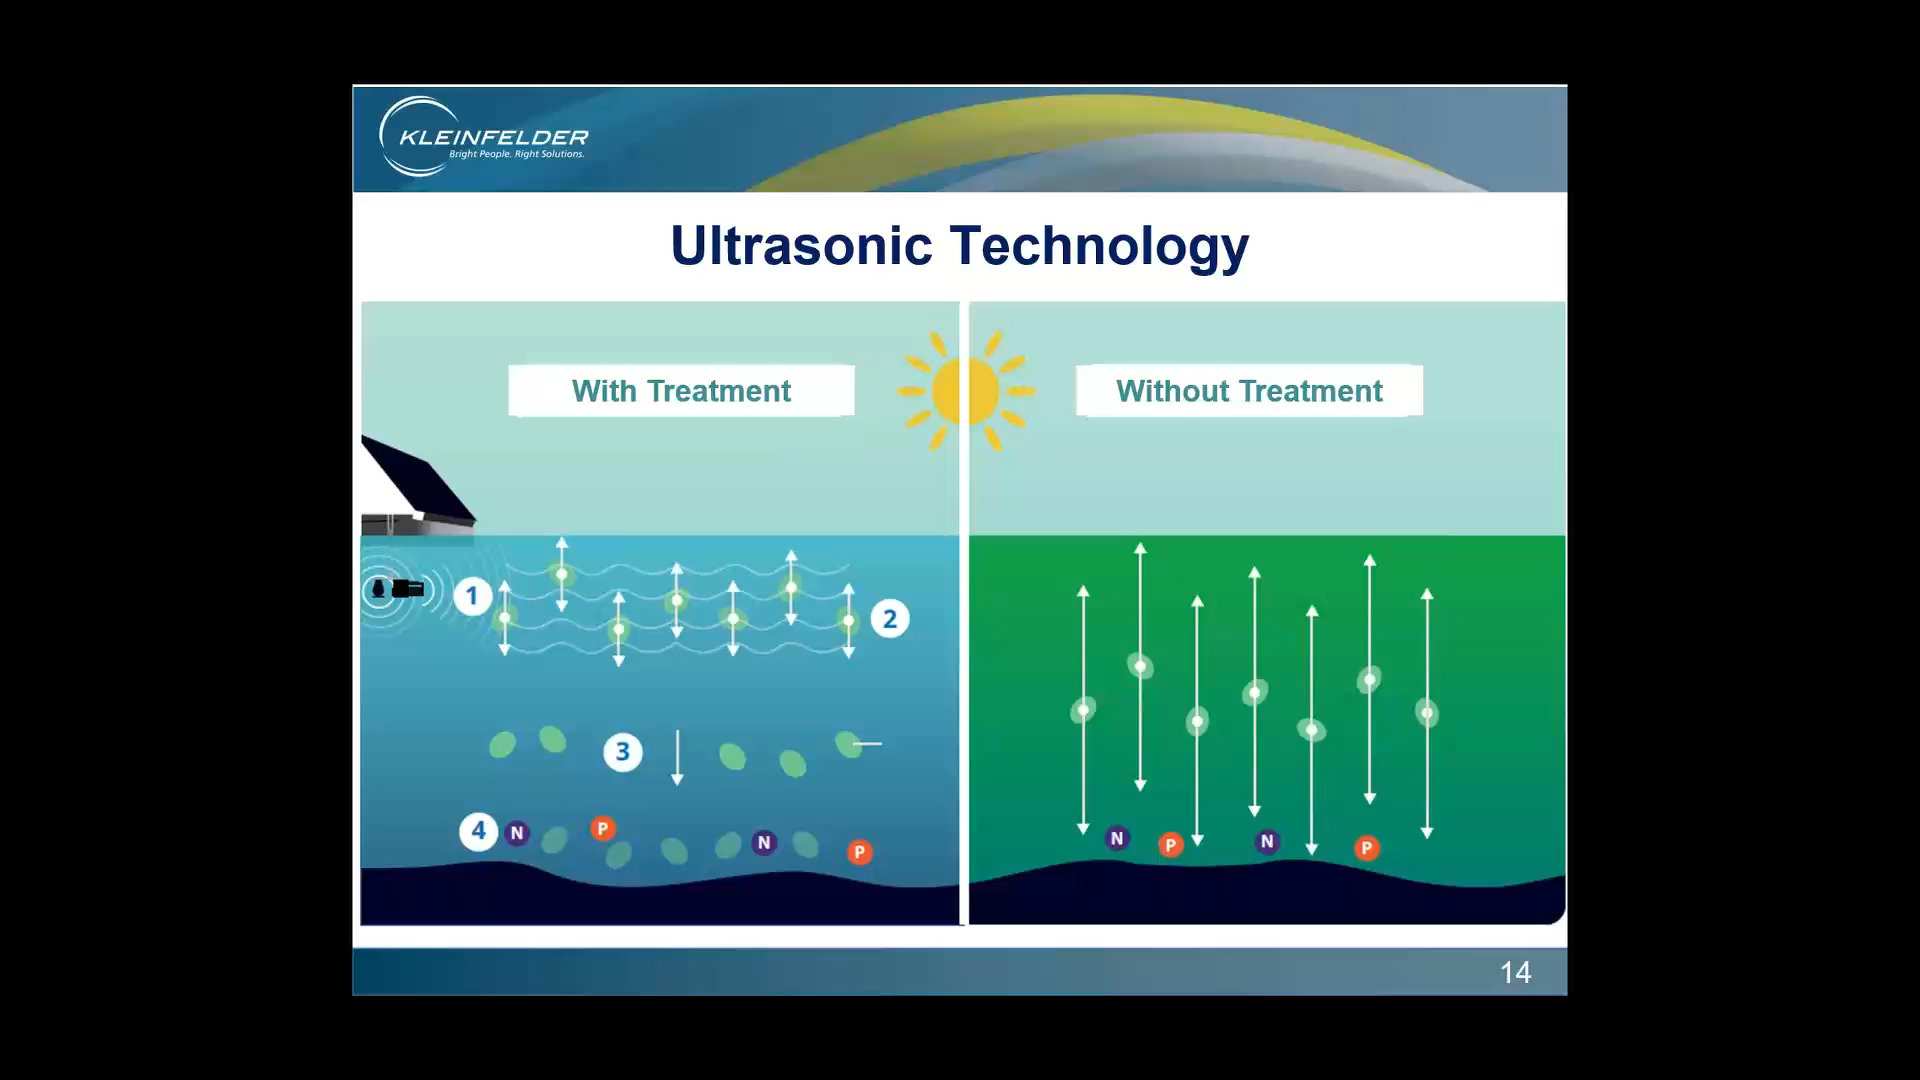 KLEINFELDER
Bright People. Right Solutions.
Ultrasonic Technology
With Treatment
Without Treatment
1
2
3
4
N
P
N
P
N
P
N
P
14